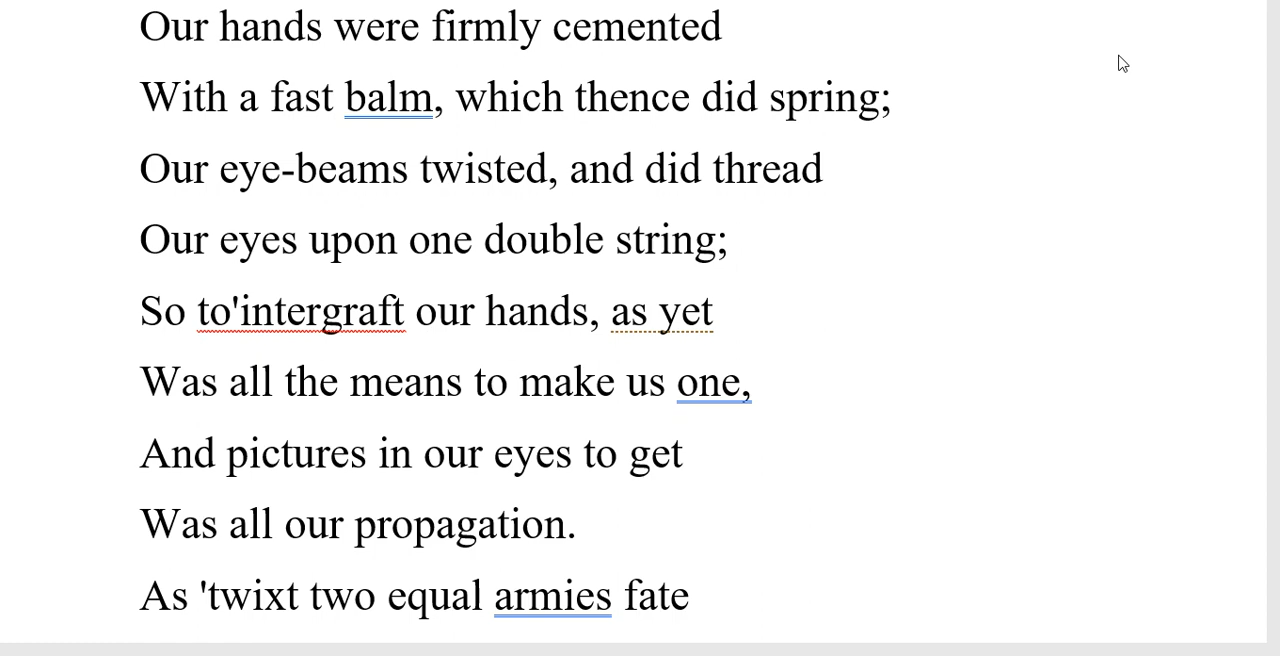 Our hands were firmly cemented
With a fast balm, which thence did spring;
Our eye-beams twisted, and did thread
Our eyes upon one double string;
So to'intergraft our hands, as yet
Was all the means to make us one,
And pictures in our eyes to get
Was all our propagation.
As 'twixt two equal armies fate